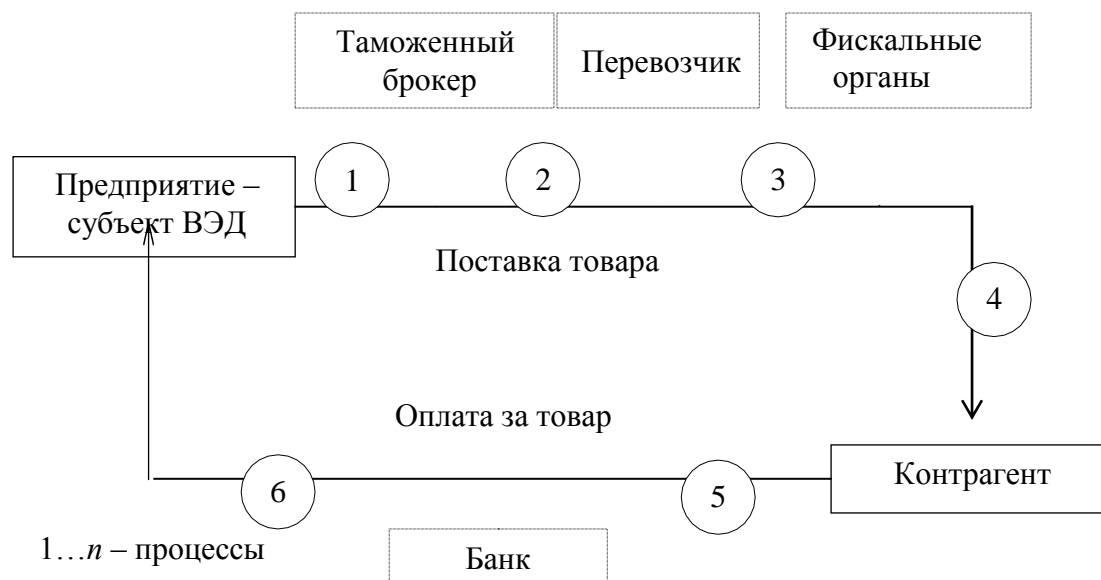 Таможенный
брокер
Перевозчик
Фискальные
органы
Предприятие –
субъект ВЭД
1
2
3
Поставка товара
4
Оплата за товар
Контрагент
6
5
1…n – процессы
Банк